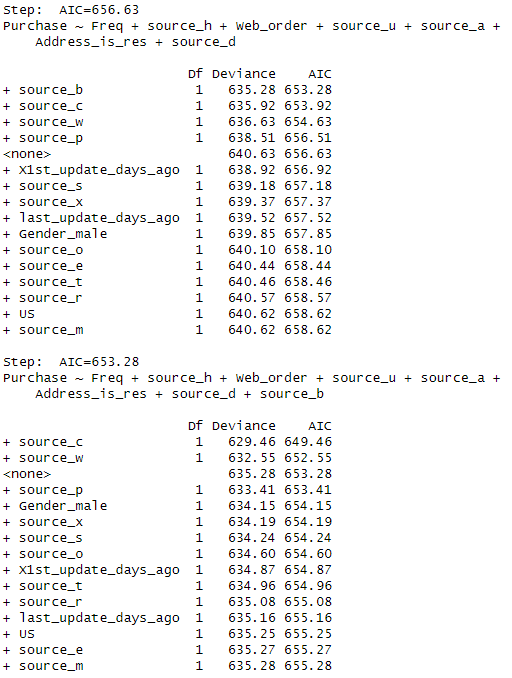 Step:  AIC=656.63
Purchase ~ Freq + source_h + Web_order + source_u + source_a +
    Address_is_res + source_d

                       Df Deviance    AIC
+ source_b              1   635.28 653.28
+ source_c              1   635.92 653.92
+ source_w              1   636.63 654.63
+ source_p              1   638.51 656.51
<none>                      640.63 656.63
+ X1st_update_days_ago  1   638.92 656.92
+ source_s              1   639.18 657.18
+ source_x              1   639.37 657.37
+ last_update_days_ago  1   639.52 657.52
+ Gender_male           1   639.85 657.85
+ source_o              1   640.10 658.10
+ source_e              1   640.44 658.44
+ source_t              1   640.46 658.46
+ source_r              1   640.57 658.57
+ US                    1   640.62 658.62
+ source_m              1   640.62 658.62

Step:  AIC=653.28
Purchase ~ Freq + source_h + Web_order + source_u + source_a +
    Address_is_res + source_d + source_b

                       Df Deviance    AIC
+ source_c              1   629.46 649.46
+ source_w              1   632.55 652.55
<none>                      635.28 653.28
+ source_p              1   633.41 653.41
+ Gender_male           1   634.15 654.15
+ source_x              1   634.19 654.19
+ source_s              1   634.24 654.24
+ source_o              1   634.60 654.60
+ X1st_update_days_ago  1   634.87 654.87
+ source_t              1   634.96 654.96
+ source_r              1   635.08 655.08
+ last_update_days_ago  1   635.16 655.16
+ US                    1   635.25 655.25
+ source_e              1   635.27 655.27
+ source_m              1   635.28 655.28